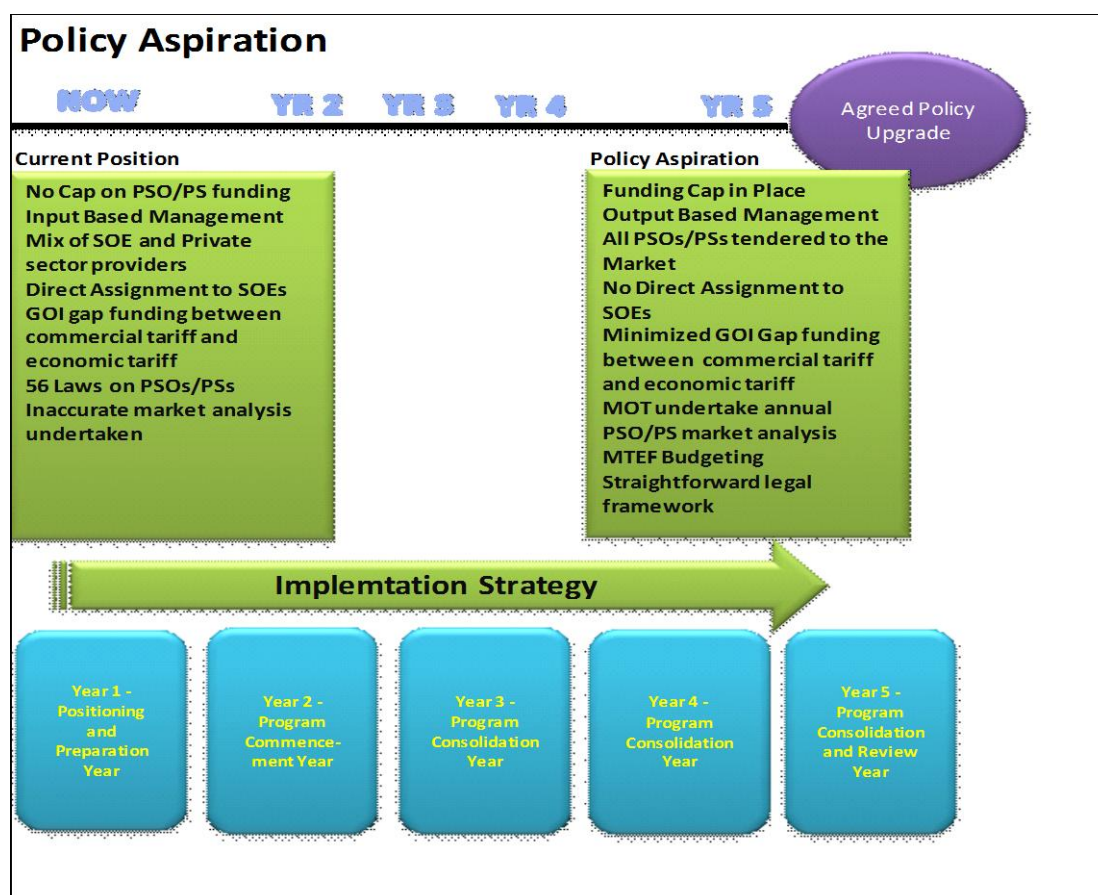 Policy Aspiration
NOW
YR 2
YR 3
YR 4
YR 5
Agreed Policy
Upgrade
Current Position
No Cap on PSO/PS funding
Input Based Management
Mix of SOE and Private
sector providers
Direct Assignment to SOEs
GOI gap funding between
commercial tariff and
economic tariff
56 Laws on PSOs/PSs
Inaccurate market analysis
undertaken
Policy Aspiration
Funding Cap in Place
Output Based Management
All PSOs/PSs tendered to the
Market
No Direct Assignment to
SOEs
Minimized GOI Gap funding
between commercial tariff
and economic tariff
MOT undertake annual
PSO/PS market analysis
MTEF Budgeting
Straightforward legal
framework
Implemtation Strategy
Year 1 -
Positioning
and
Preparation
Year
Year 2 -
Program
Commence-
ment Year
Year 3 -
Program
Consolidation
Year
Year 4 -
Program
Consolidation
Year
Year 5 -
Program
Consolidation
and Review
Year